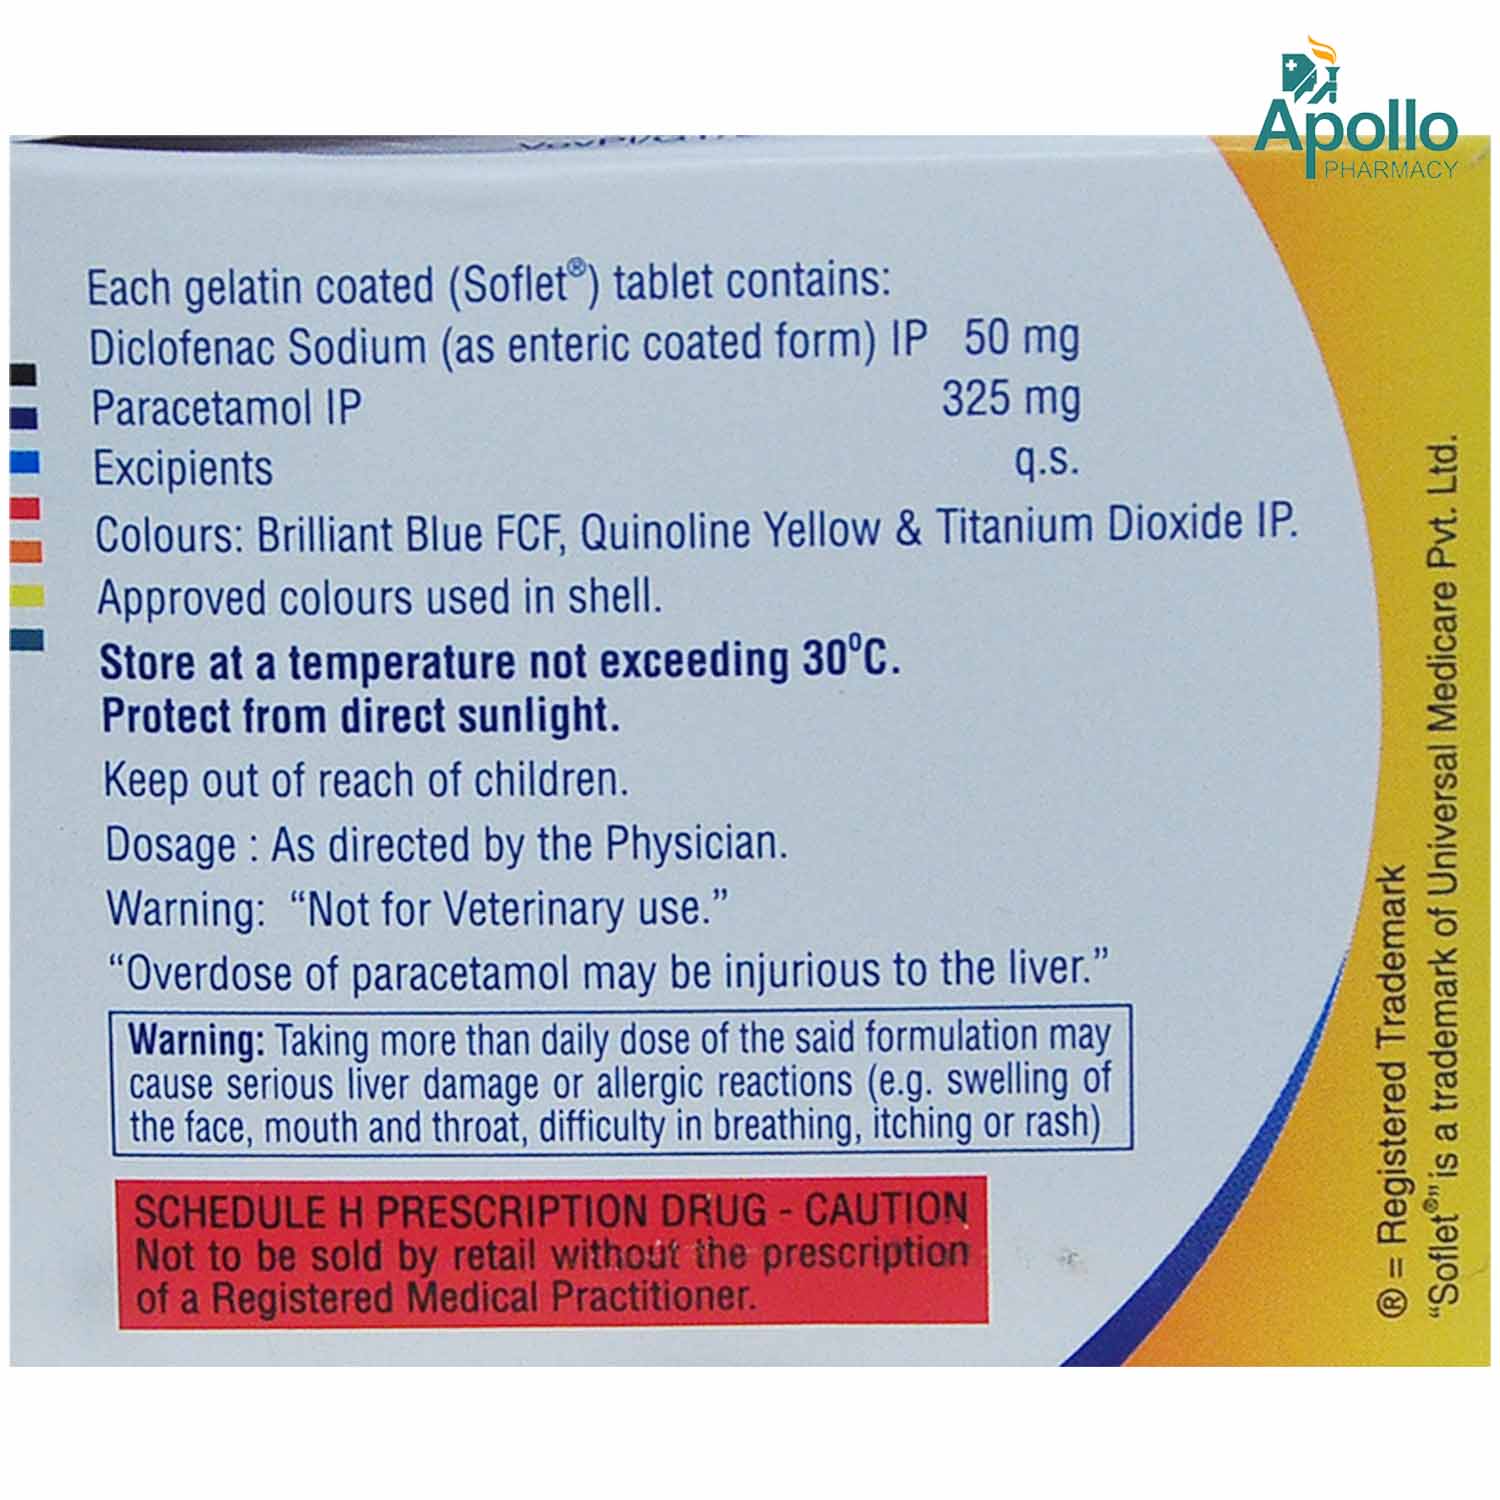 Apollo
PHARMACY
Each gelatin coated (Soflet®) tablet contains:
Diclofenac Sodium (as enteric coated form) IP 50 mg
Paracetamol IP 325 mg
Excipients q.s.
Colours: Brilliant Blue FCF, Quinoline Yellow & Titanium Dioxide IP.
Approved colours used in shell.
Store at a temperature not exceeding 30⁰C.
Protect from direct sunlight.
Keep out of reach of children.
Dosage : As directed by the Physician.
Warning: “Not for Veterinary use.”
“Overdose of paracetamol may be injurious to the liver.”
Warning: Taking more than daily dose of the said formulation may
cause serious liver damage or allergic reactions (e.g. swelling of
the face, mouth and throat, difficulty in breathing, itching or rash)
SCHEDULE H PRESCRIPTION DRUG - CAUTION
Not to be sold by retail without the prescription
of a Registered Medical Practitioner.
® = Registered Trademark
“Soflet®” is a trademark of Universal Medicare Pvt. Ltd.